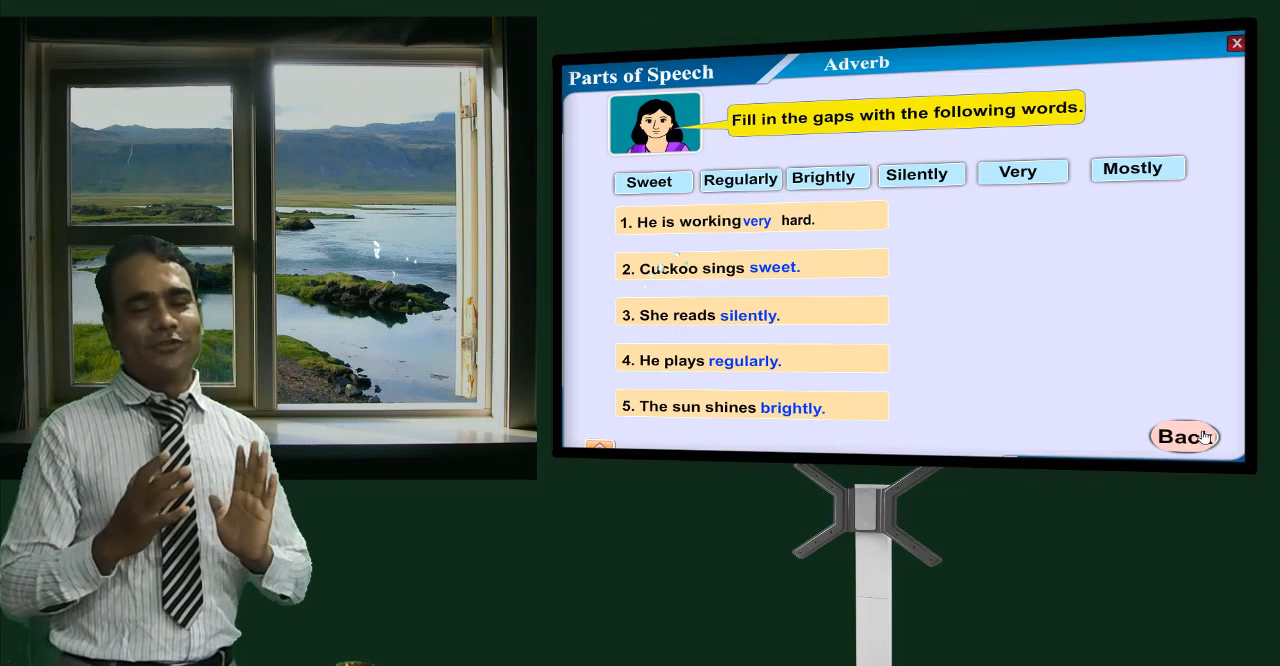 Parts of Speech
Adverb
X
Fill in the gaps with the following words.
Sweet Regularly Brightly Silently Very Mostly
1. He is working very hard.
2. Cuckoo sings sweet.
3. She reads silently.
4. He plays regularly.
5. The sun shines brightly.